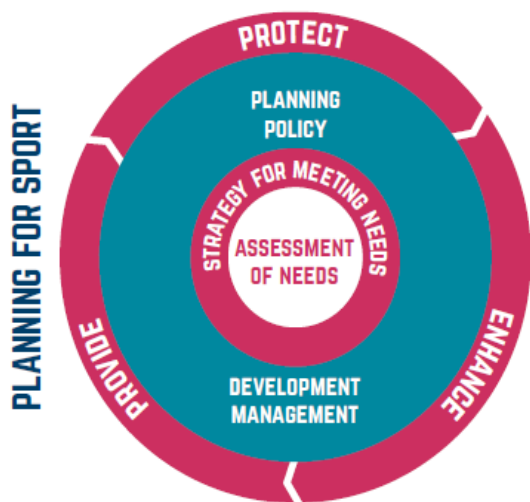 PLANNING FOR SPORT
PROTECT
PLANNING
POLICY
STRATEGY FOR MEETING NEEDS
ASSESSMENT
OF NEEDS
DEVELOPMENT
MANAGEMENT
PROVIDE
ENHANCE